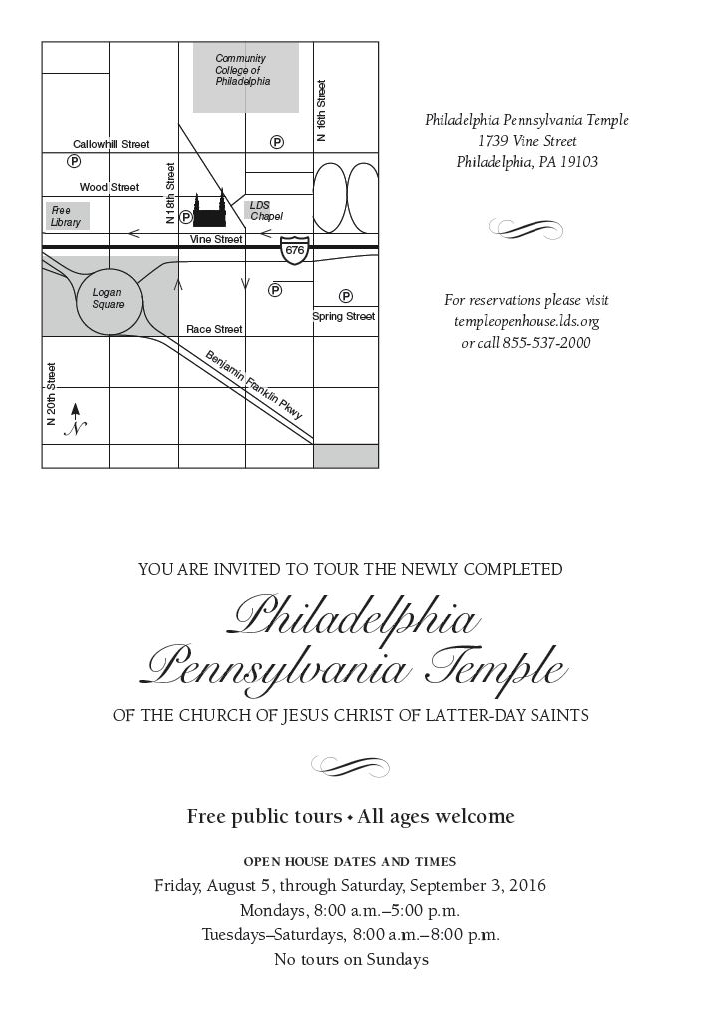 Community
College of
Philadelphia
N 16th Street
Callowhill Street
P
P
Wood Street
N 18th Street
Free
Library
P
LDS
Chapel
Vine Street
676
Logan
Square
P
P
Spring Street
Race Street
Benjamin Franklin Pkwy
N 20th Street
N
Philadelphia Pennsylvania Temple
1739 Vine Street
Philadelphia, PA 19103
For reservations please visit
templeopenhouse.lds.org
or call 855-537-2000
YOU ARE INVITED TO TOUR THE NEWLY COMPLETED
Philadelphia
Pennsylvania Temple
OF THE CHURCH OF JESUS CHRIST OF LATTER-DAY SAINTS
Free public tours • All ages welcome
OPEN HOUSE DATES AND TIMES
Friday, August 5, through Saturday, September 3, 2016
Mondays, 8:00 a.m.–5:00 p.m.
Tuesdays–Saturdays, 8:00 a.m.–8:00 p.m.
No tours on Sundays